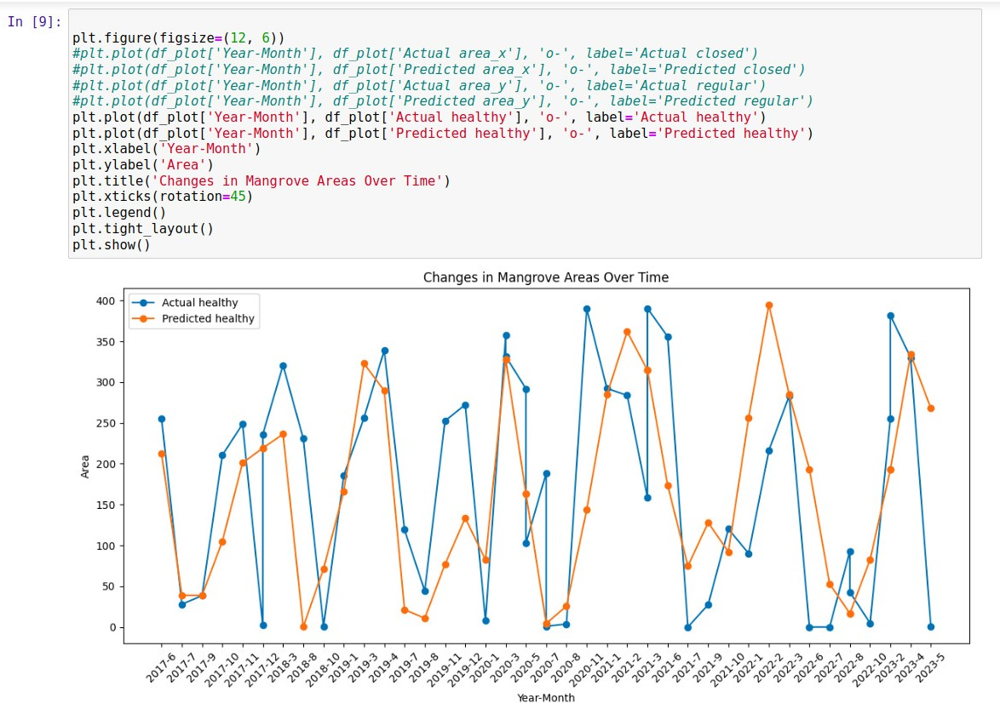 In [9]:
plt.figure(figsize=(12, 6))
#plt.plot(df_plot['Year-Month'], df_plot['Actual area_x'], 'o-', label='Actual closed')
#plt.plot(df_plot['Year-Month'], df_plot['Predicted area_x'], 'o-', label='Predicted closed')
#plt.plot(df_plot['Year-Month'], df_plot['Actual area_y'], 'o-', label='Actual regular')
#plt.plot(df_plot['Year-Month'], df_plot['Predicted area_y'], 'o-', label='Predicted regular')
plt.plot(df_plot['Year-Month'], df_plot['Actual healthy'], 'o-', label='Actual healthy')
plt.plot(df_plot['Year-Month'], df_plot['Predicted healthy'], 'o-', label='Predicted healthy')
plt.xlabel('Year-Month')
plt.ylabel('Area')
plt.title('Changes in Mangrove Areas Over Time')
plt.xticks(rotation=45)
plt.legend()
plt.tight_layout()
plt.show()
Changes in Mangrove Areas Over Time
Actual healthy
Predicted healthy
400
350
300
250
200
150
100
50
0
Area
2017-6
2017-7
2017-9
2017-10
2017-11
2017-12
2018-3
2018-8
2018-10
2019-1
2019-3
2019-4
2019-7
2019-8
2019-11
2019-12
2020-1
2020-3
2020-5
2020-7
2020-8
2020-11
2021-1
2021-2
2021-3
2021-6
2021-7
2021-9
2021-10
2022-1
2022-2
2022-3
2022-6
2022-7
2022-8
2022-10
2023-2
2023-4
2023-5
Year-Month